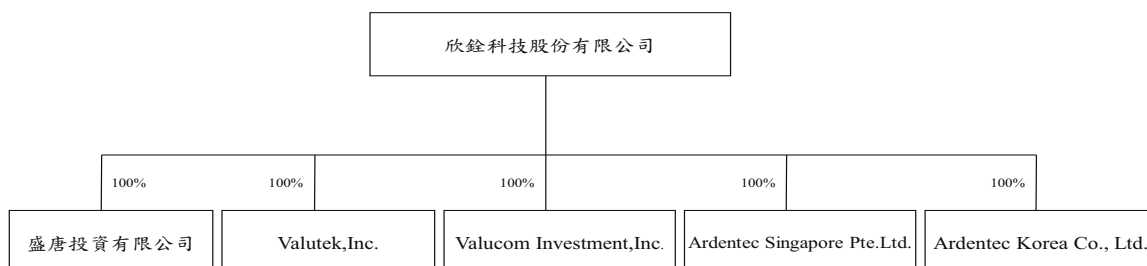 欣銓科技股份有限公司
100%
100%
100%
100%
100%
盛唐投資有限公司
Valutek,Inc.
Valucom Investment,Inc.
Ardentec Singapore Pte.Ltd.
Ardentec Korea Co., Ltd.